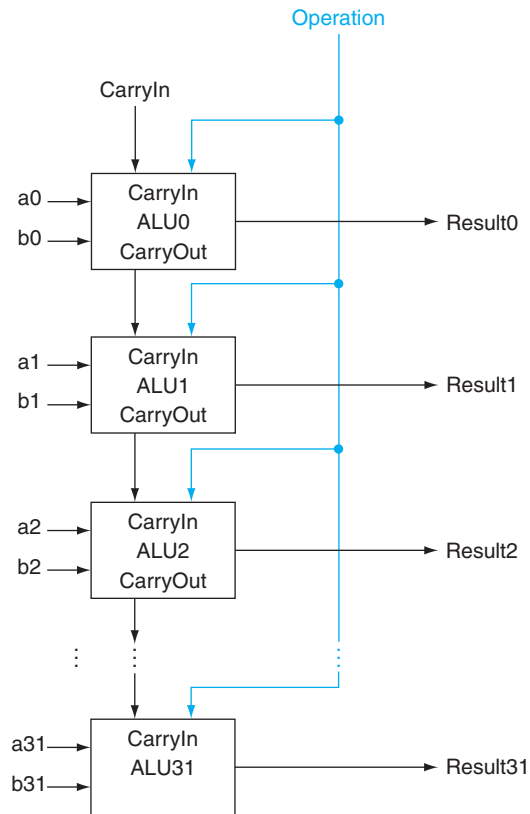 Operation
CarryIn
a0
b0
CarryIn
ALU0
CarryOut
Result0
a1
b1
CarryIn
ALU1
CarryOut
Result1
a2
b2
CarryIn
ALU2
CarryOut
Result2
a31
b31
CarryIn
ALU31
Result31